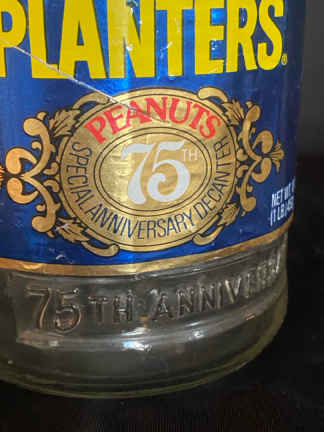 PLANTERS®
PEANUTS
75TH
SPECIAL ANNIVERSARY DECANTER
NET WT
(1 LB)
75TH ANNIVERS